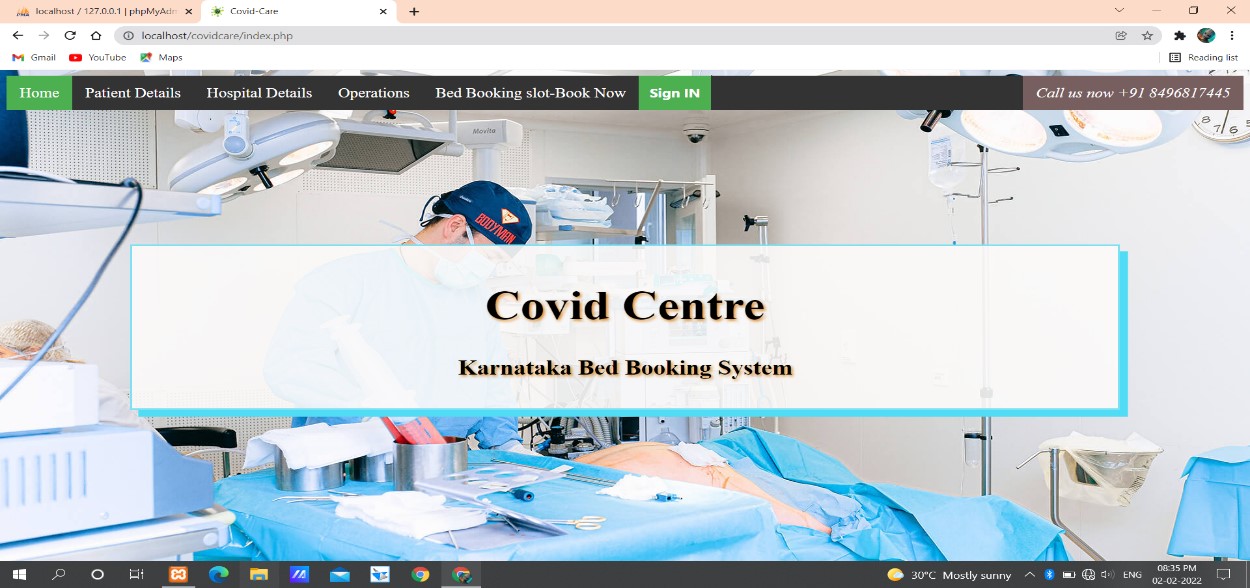 localhost / 127.0.0.1 | phpMyAdm
Covid-Care
localhost/covidcare/index.php
Gmail YouTube Maps Reading list
Home Patient Details Hospital Details Operations Bed Booking slot-Book Now Sign IN Call us now +91 8496817445
Movita
BODYMAN
Covid Centre
Karnataka Bed Booking System
30°C Mostly sunny ENG 08:35 PM
02-02-2022